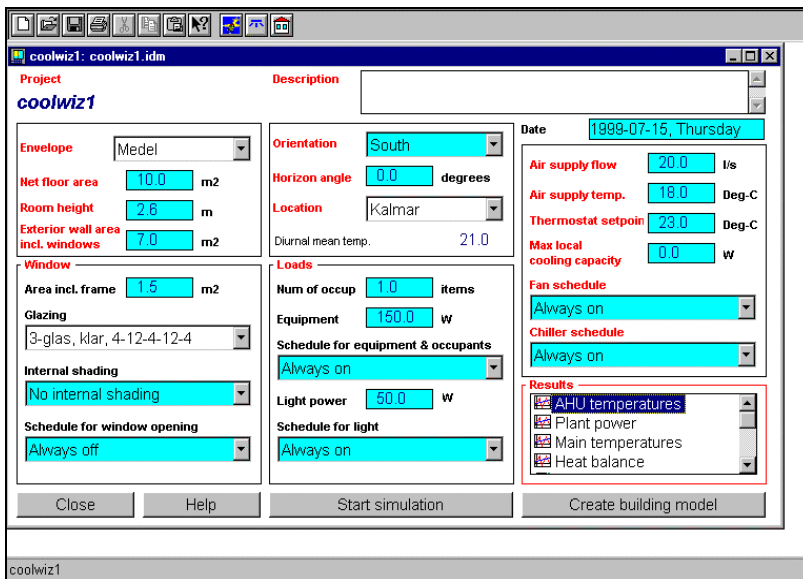 coolwiz1: coolwiz1.idm
Project
coolwiz1
Description
Envelope Medel
Net floor area 10.0 m2
Room height 2.6 m
Exterior wall area
incl. windows 7.0 m2
Orientation South
Horizon angle 0.0 degrees
Location Kalmar
Diurnal mean temp. 21.0
Date 1999-07-15, Thursday
Air supply flow 20.0 l/s
Air supply temp. 18.0 Deg-C
Thermostat setpoin 23.0 Deg-C
Max local
cooling capacity 0.0 W
Fan schedule
Always on
Chiller schedule
Always on
Window
Area incl. frame 1.5 m2
Glazing
3-glas, klar, 4-12-4-12-4
Internal shading
No internal shading
Schedule for window opening
Always off
Loads
Num of occup 1.0 items
Equipment 150.0 W
Schedule for equipment & occupants
Always on
Light power 50.0 W
Schedule for light
Always on
Results
AHU temperatures
Plant power
Main temperatures
Heat balance
Close Help Start simulation Create building model
coolwiz1